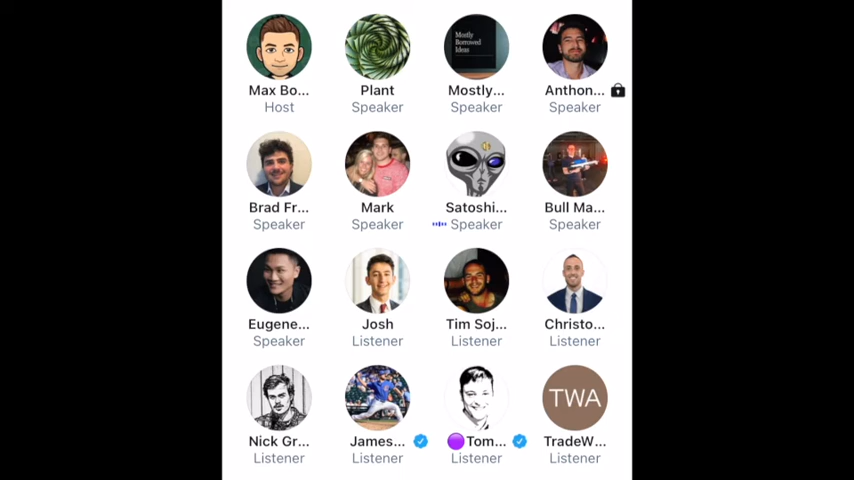 Mostly
Borrowed
Ideas
Max Bo... Plant Mostly... Anthon...
Host Speaker Speaker Speaker
Brad Fr... Mark Satoshi... Bull Ma...
Speaker Speaker Speaker Speaker
Eugene... Josh Tim Soj... Christo...
Speaker Listener Listener Listener
TWA
Nick Gr... James... Tom... TradeW...
Listener Listener Listener Listener